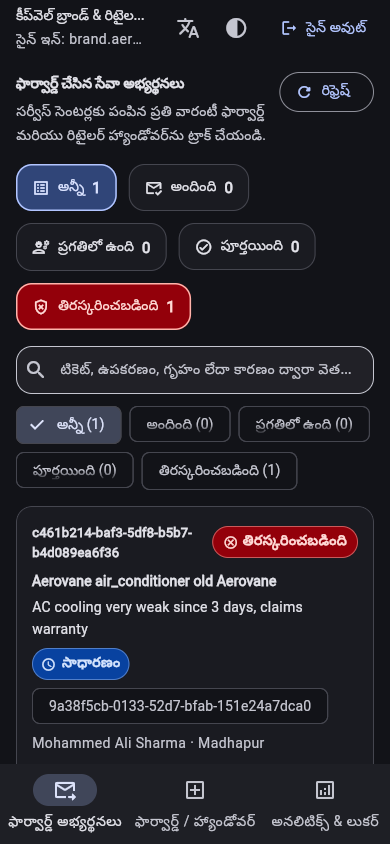 కీప్‌వెల్ బ్రాండ్ & రిటైల...
సైన్ ఇన్: brand.aer...
సైన్ అవుట్
ఫార్వార్డ్ చేసిన సేవా అభ్యర్థనలు
సర్వీస్ సెంటర్లకు పంపిన ప్రతి వారంటీ ఫార్వార్డ్
మరియు రిటైలర్ హ్యాండోవర్‌ను ట్రాక్ చేయండి.
రిఫ్రెష్
అన్నీ 1
అందింది 0
ప్రగతిలో ఉంది 0
పూర్తయింది 0
తిరస్కరించబడింది 1
టికెట్, ఉపకరణం, గృహం లేదా కారణం ద్వారా వెత...
అన్నీ (1)
అందింది (0)
ప్రగతిలో ఉంది (0)
పూర్తయింది (0)
తిరస్కరించబడింది (1)
c461b214-baf3-5df8-b5b7-
b4d089ea6f36
తిరస్కరించబడింది
Aerovane air_conditioner old Aerovane
AC cooling very weak since 3 days, claims
warranty
సాధారణం
9a38f5cb-0133-52d7-bfab-151e24a7dca0
Mohammed Ali Sharma · Madhapur
ఫార్వార్డ్ అభ్యర్థనలు
ఫార్వార్డ్ / హ్యాండోవర్
అనలిటిక్స్ & లుకర్